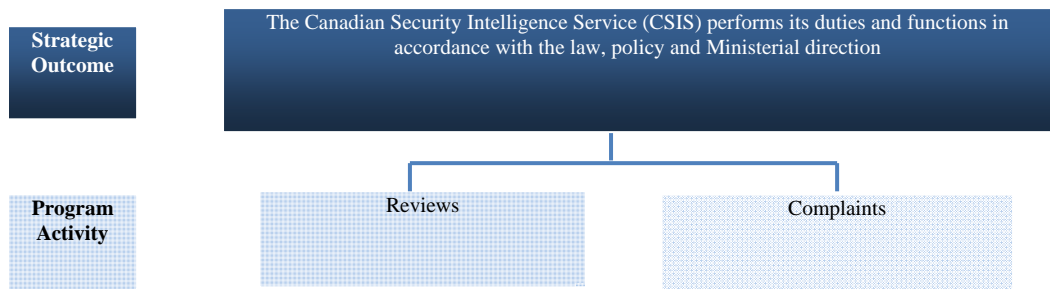 Strategic
Outcome
The Canadian Security Intelligence Service (CSIS) performs its duties and functions in
accordance with the law, policy and Ministerial direction
Program
Activity
Reviews
Complaints